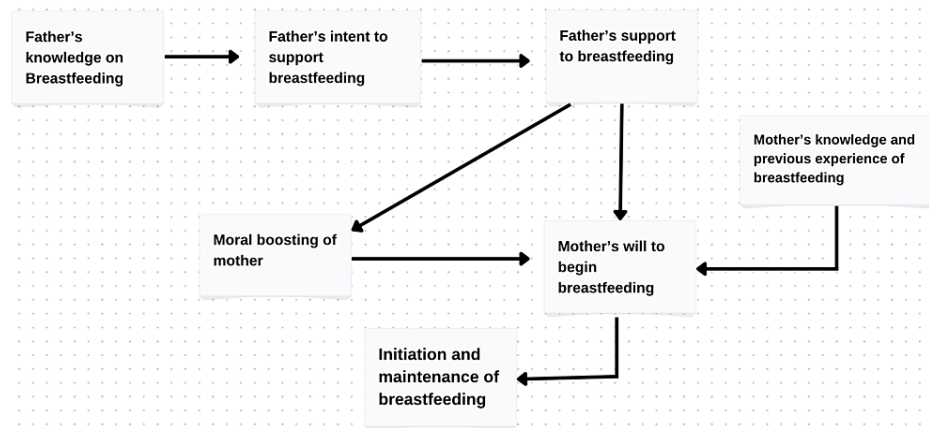 Father’s
knowledge on
Breastfeeding
Father’s intent to
support
breastfeeding
Father’s support
to breastfeeding
Mother’s knowledge and
previous experience of
breastfeeding
Moral boosting of
mother
Mother’s will to
begin
breastfeeding
Initiation and
maintenance of
breastfeeding